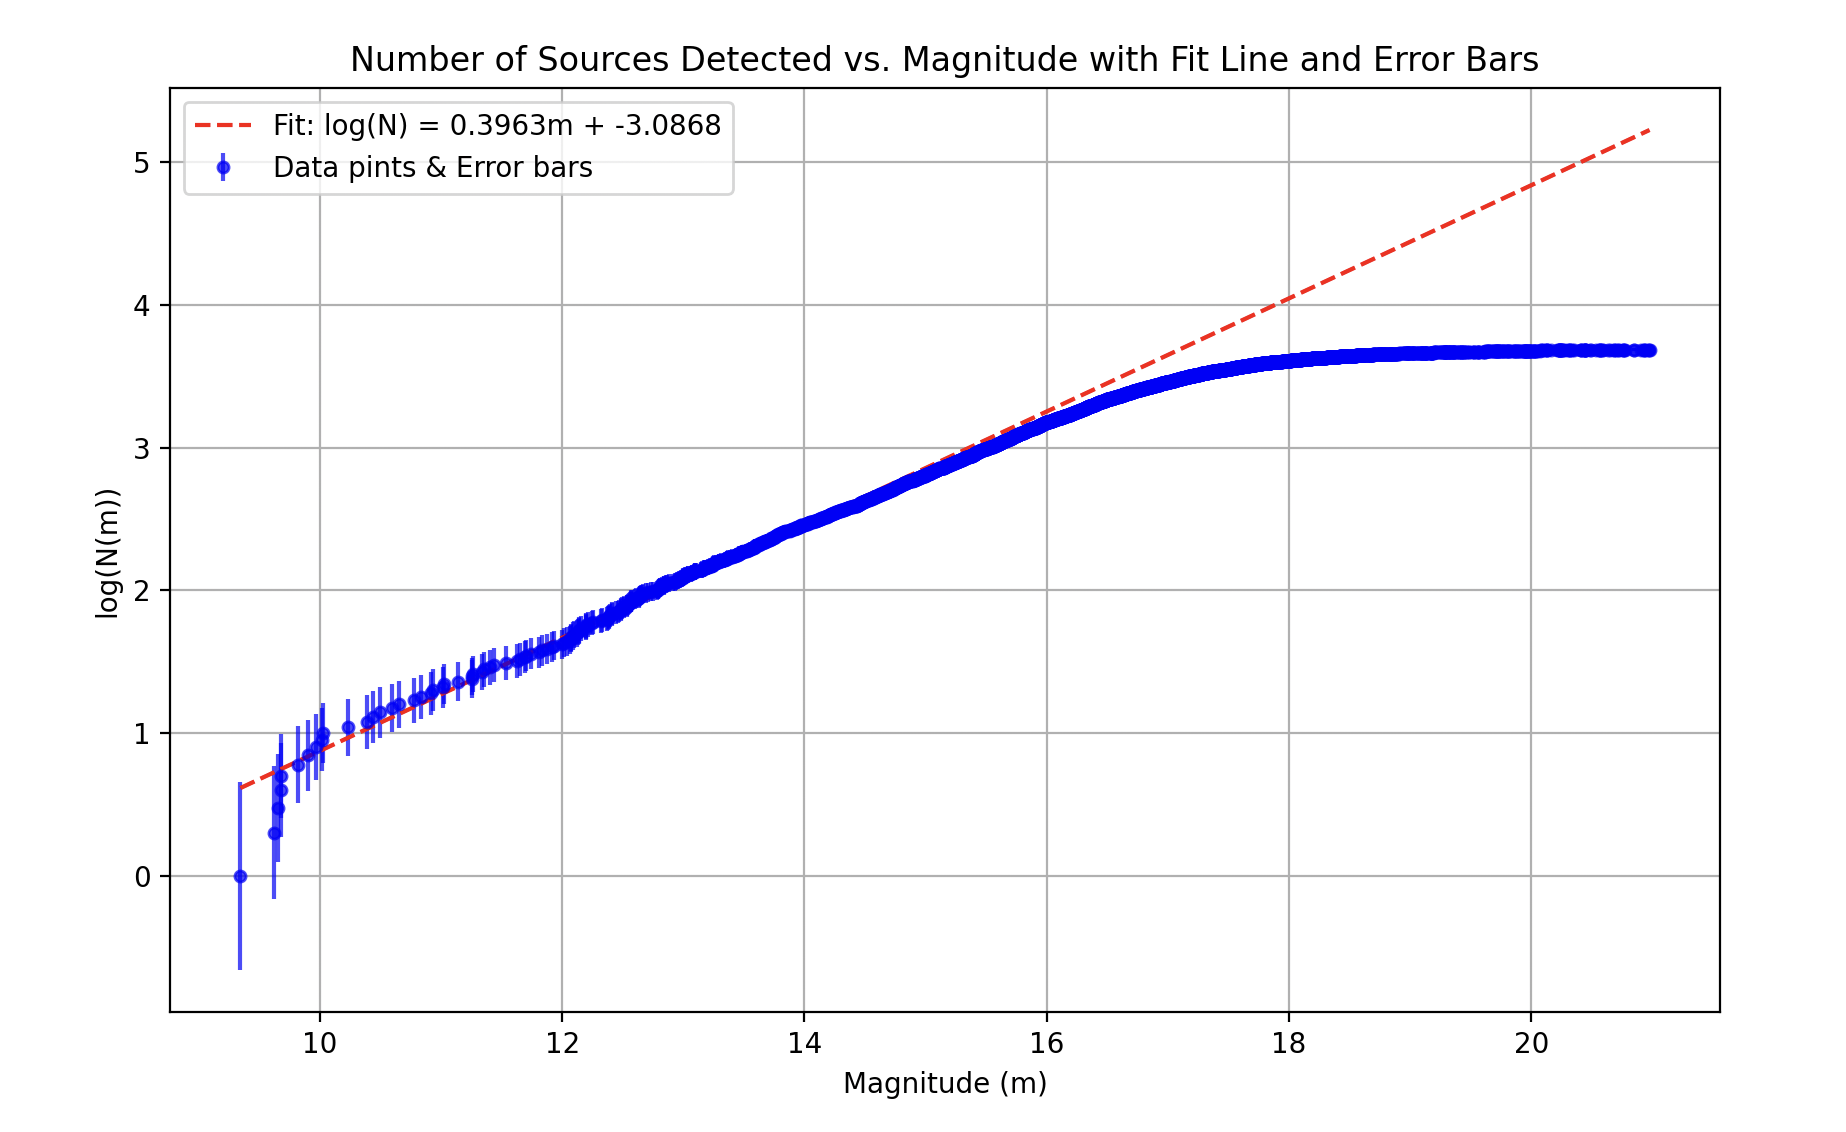 Number of Sources Detected vs. Magnitude with Fit Line and Error Bars
Fit: log(N) = 0.3963m + -3.0868
Data pints & Error bars
5
4
3
2
1
0
log(N(m))
10 12 14 16 18 20
Magnitude (m)